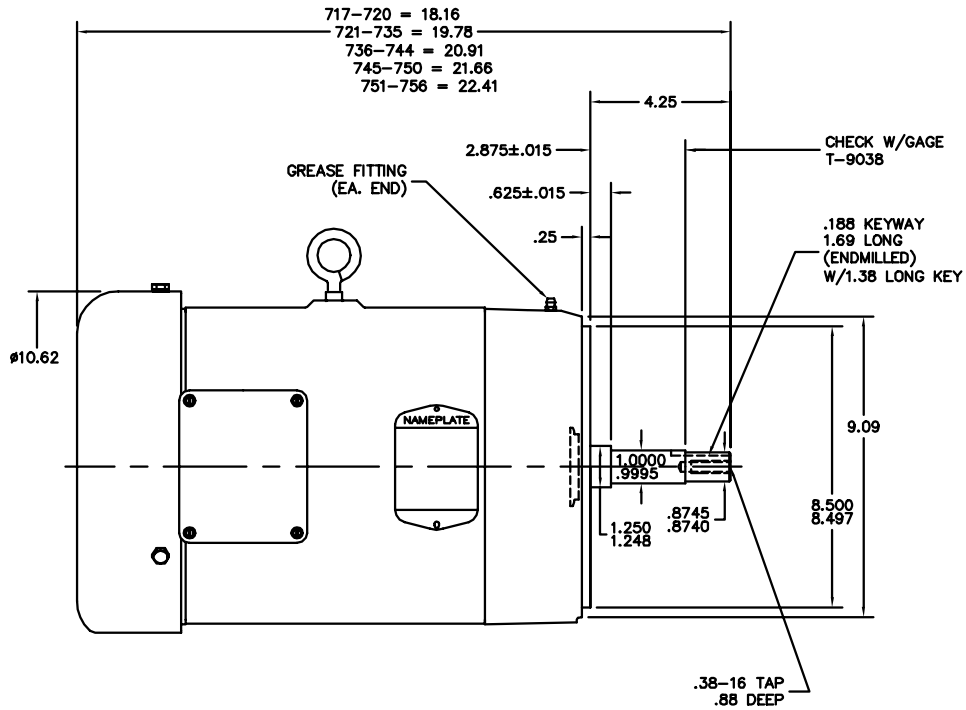 717-720 = 18.16
721-735 = 19.78
736-744 = 20.91
745-750 = 21.66
751-756 = 22.41
4.25
2.875±.015
CHECK W/GAGE
T-9038
GREASE FITTING
(EA. END)
.625±.015
.188 KEYWAY
1.69 LONG
(ENDMILLED)
W/1.38 LONG KEY
.25
ø10.62
NAMEPLATE
9.09
1.0000
.9995
8.500
8.497
.8745
.8740
1.250
1.248
.38-16 TAP
.88 DEEP